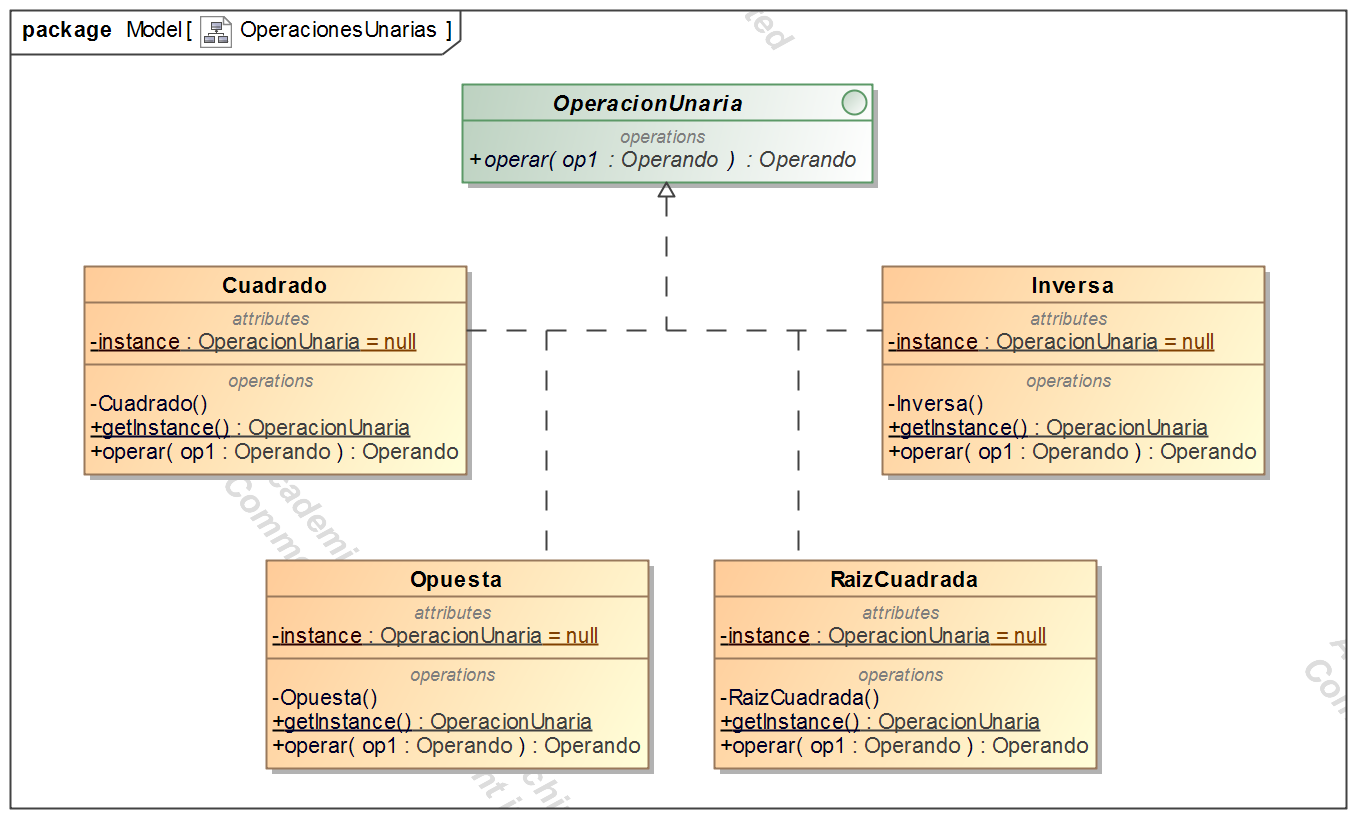 package Model [ OperacionesUnarias ]
OperacionUnaria
operations
+operar( op1 : Operando ) : Operando
Cuadrado
attributes
-instance : OperacionUnaria = null
operations
-Cuadrado()
+getInstance() : OperacionUnaria
+operar( op1 : Operando ) : Operando
Inversa
attributes
-instance : OperacionUnaria = null
operations
-Inversa()
+getInstance() : OperacionUnaria
+operar( op1 : Operando ) : Operando
Opuesta
attributes
-instance : OperacionUnaria = null
operations
-Opuesta()
+getInstance() : OperacionUnaria
+operar( op1 : Operando ) : Operando
RaizCuadrada
attributes
-instance : OperacionUnaria = null
operations
-RaizCuadrada()
+getInstance() : OperacionUnaria
+operar( op1 : Operando ) : Operando